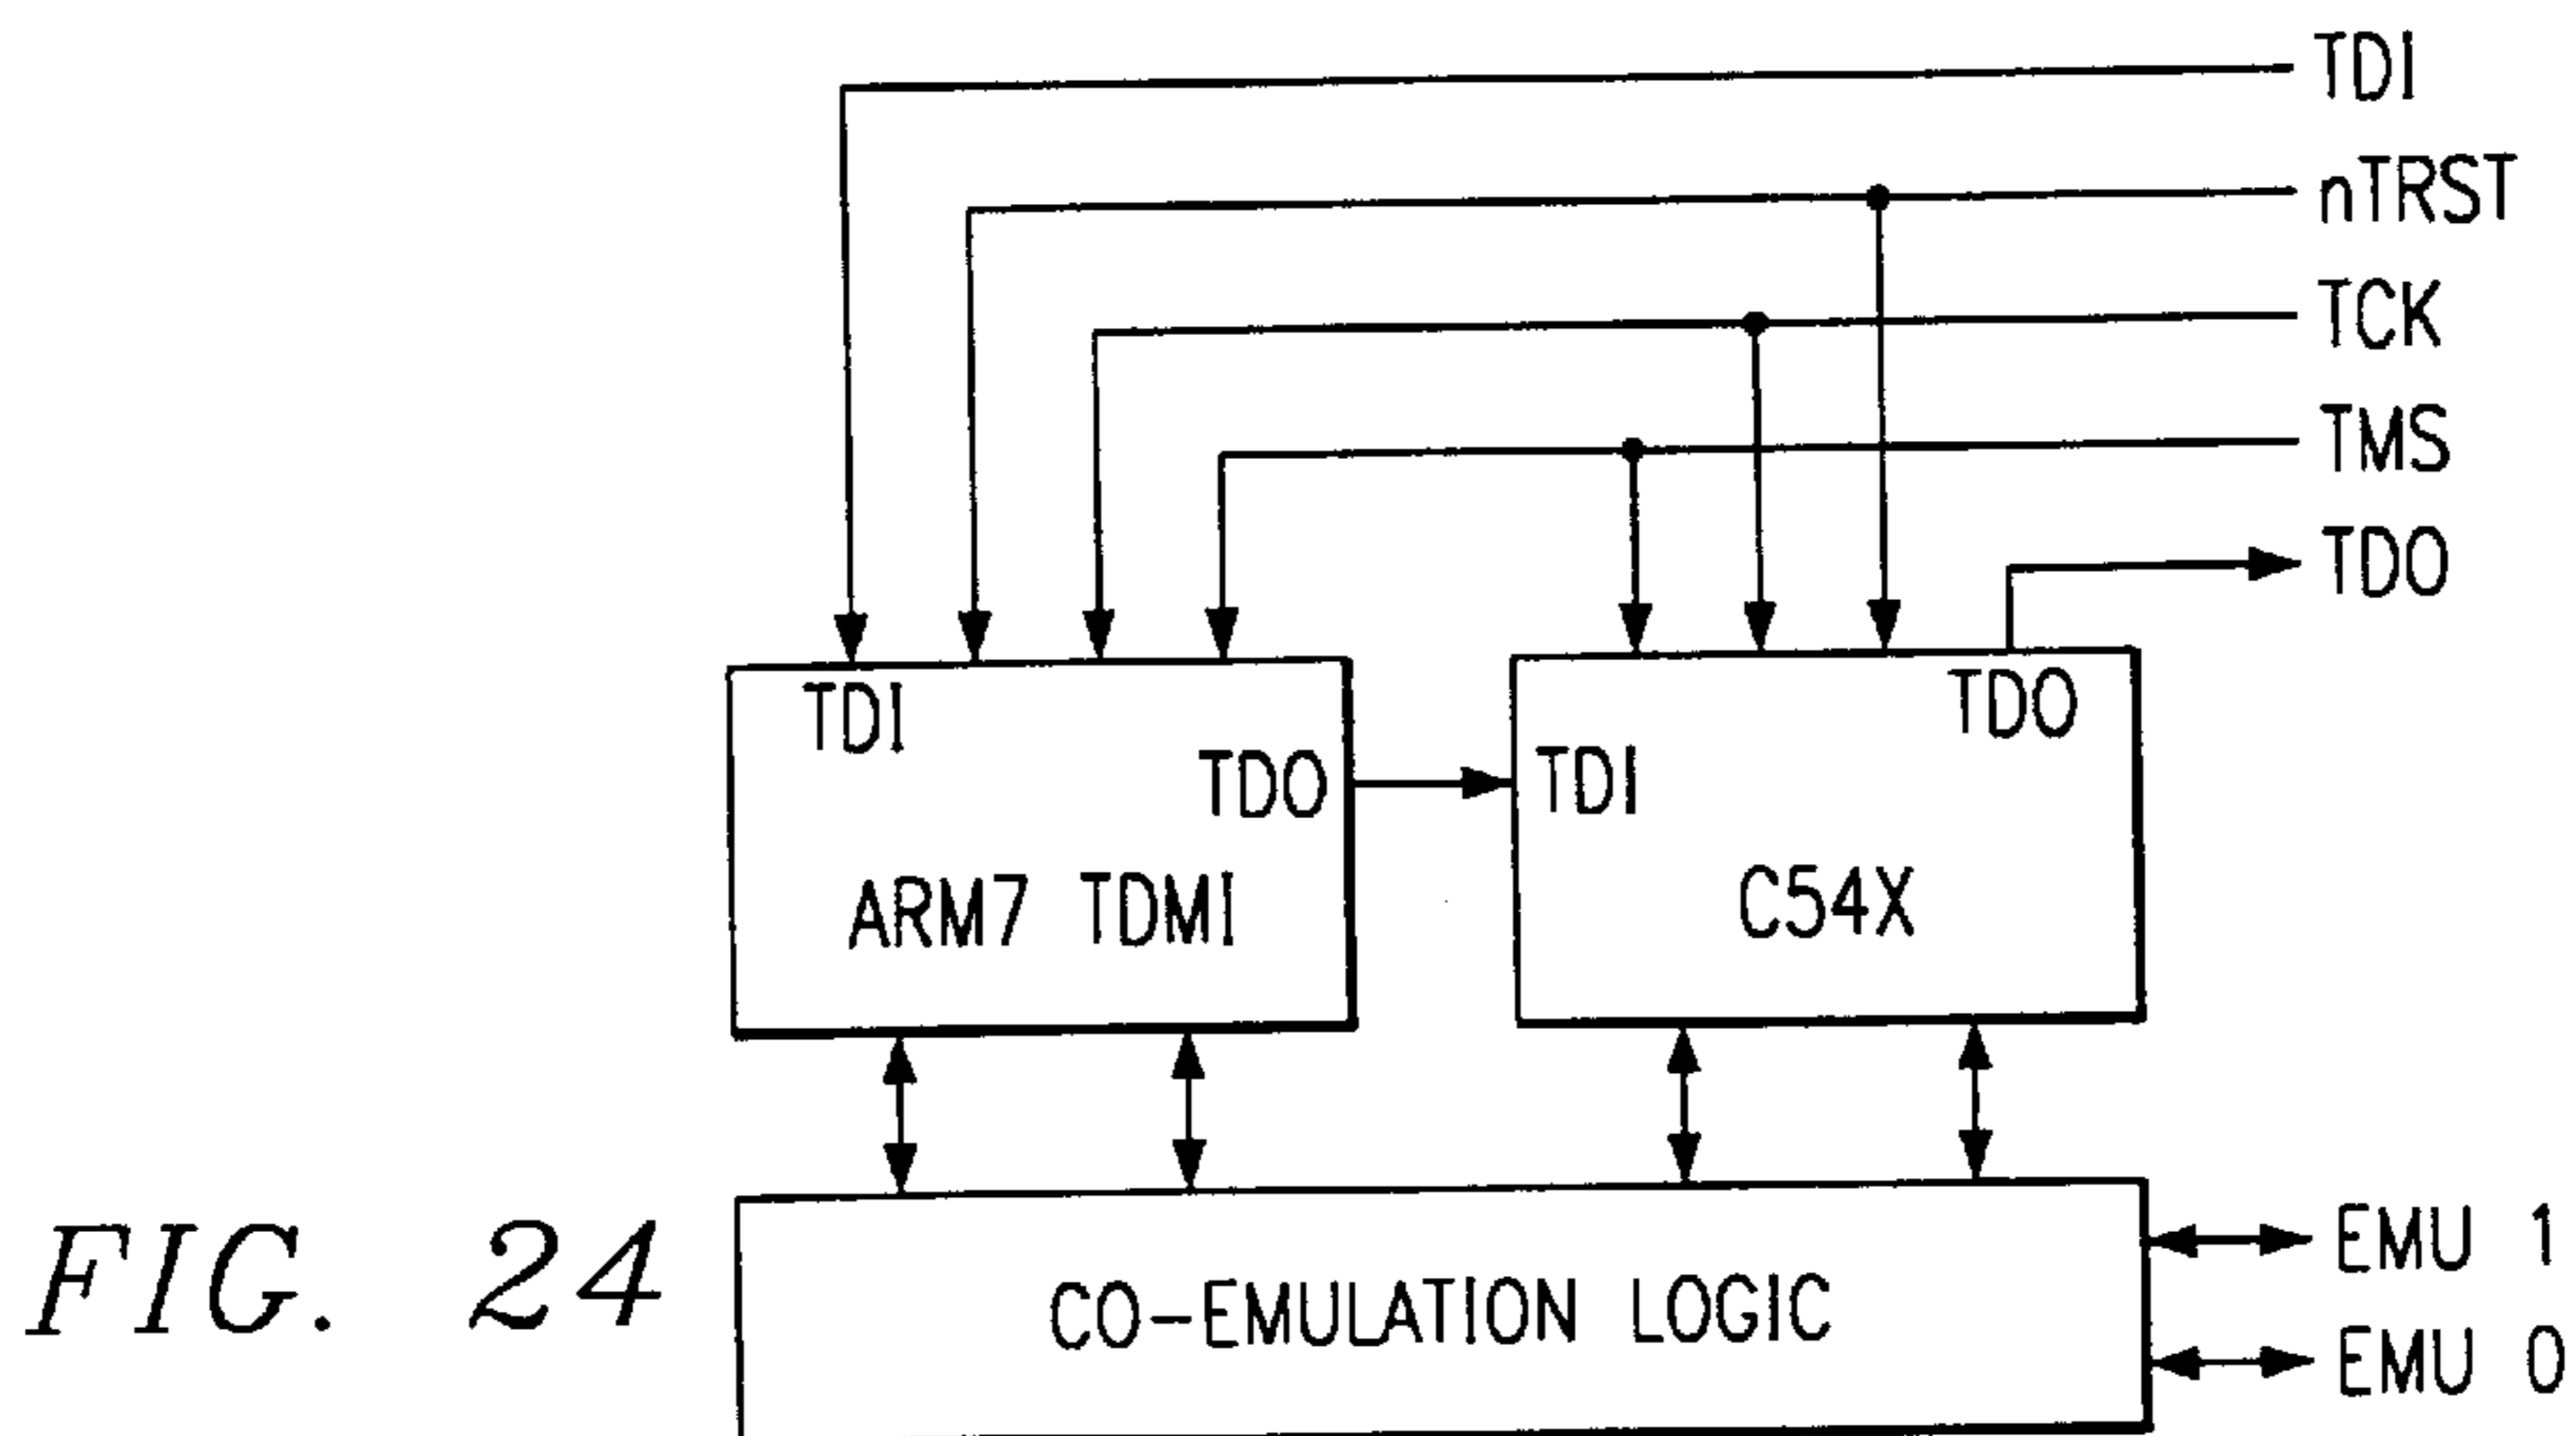 TDI
nTRST
TCK
TMS
TDO
TDI
TDO
TDO
TDI
ARM7 TDMI
C54X
EMU 1
CO-EMULATION LOGIC
EMU 0
FIG. 24